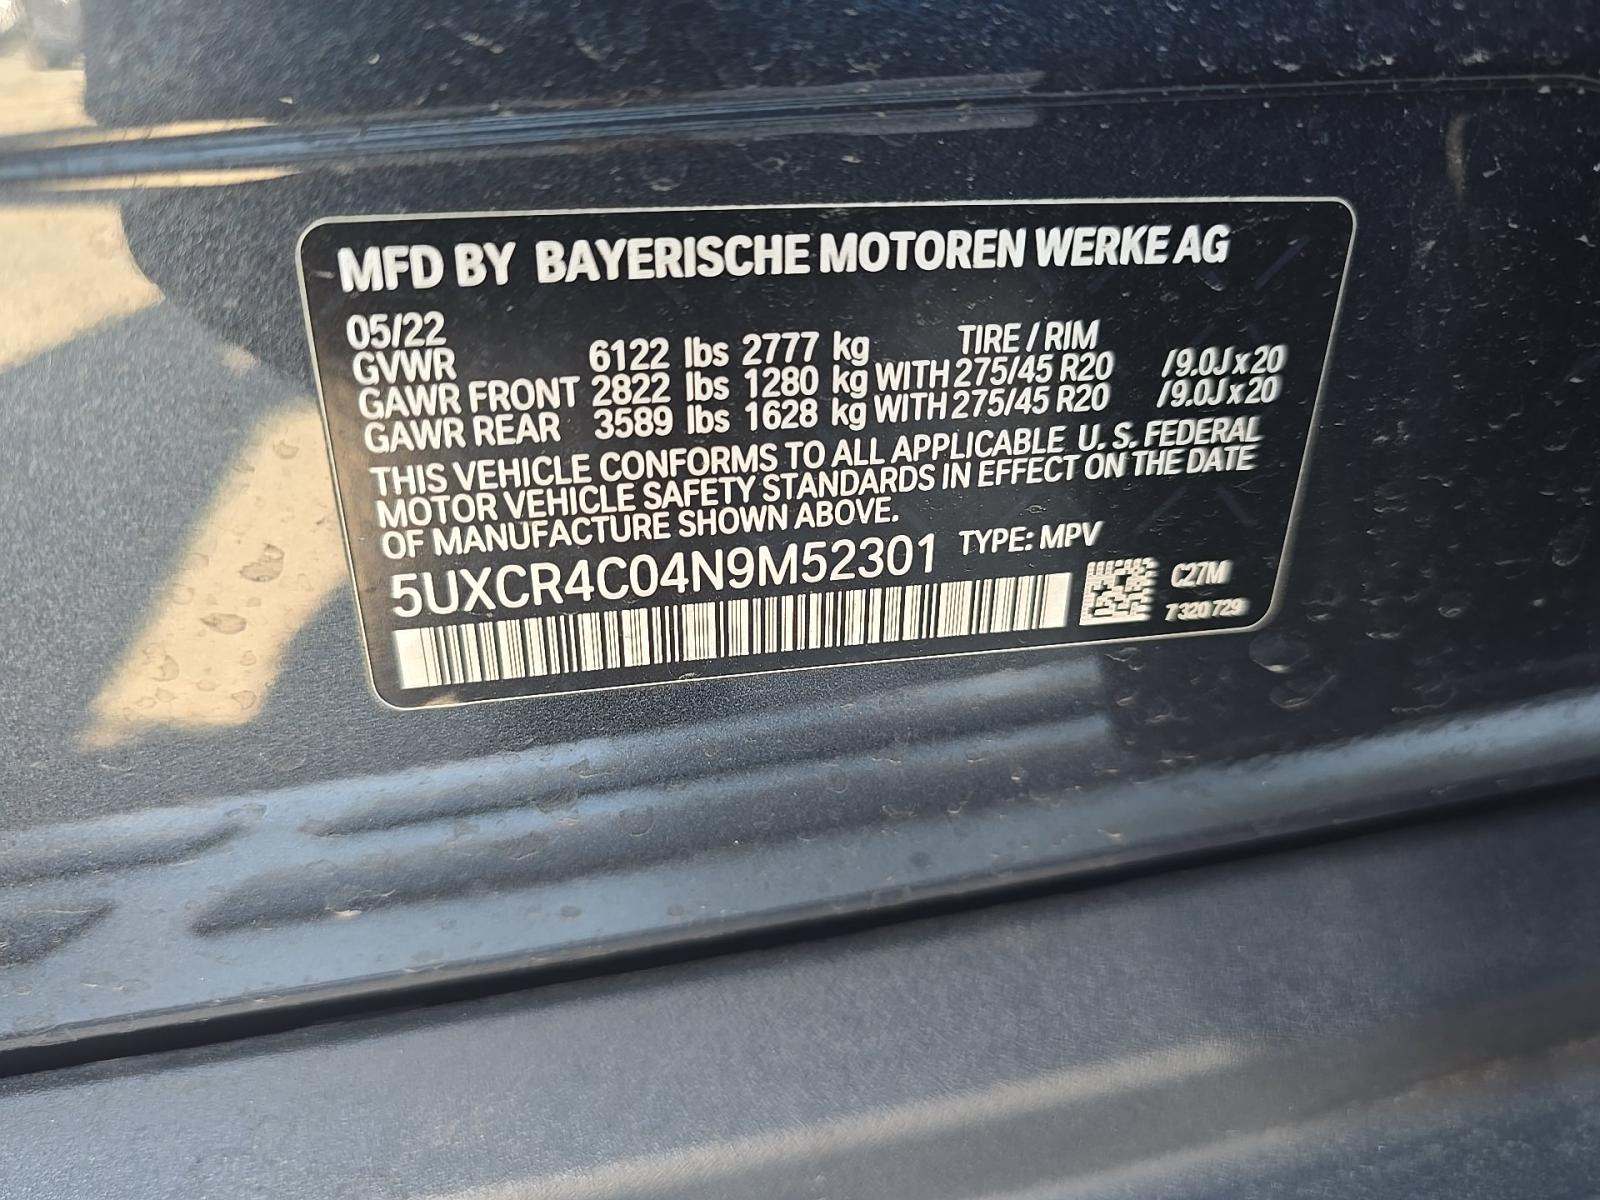 MFD BY BAYERISCHE MOTOREN WERKE AG
05/22 TIRE / RIM
GVWR 6122 lbs 2777 kg
GAWR FRONT 2822 lbs 1280 kg WITH 275/45 R20 /9.0J x 20
GAWR REAR 3589 lbs 1628 kg WITH 275/45 R20 /9.0J x 20
THIS VEHICLE CONFORMS TO ALL APPLICABLE U. S. FEDERAL
MOTOR VEHICLE SAFETY STANDARDS IN EFFECT ON THE DATE
OF MANUFACTURE SHOWN ABOVE.
5UXCR4C04N9M52301 TYPE: MPV
C27M
7 320 729